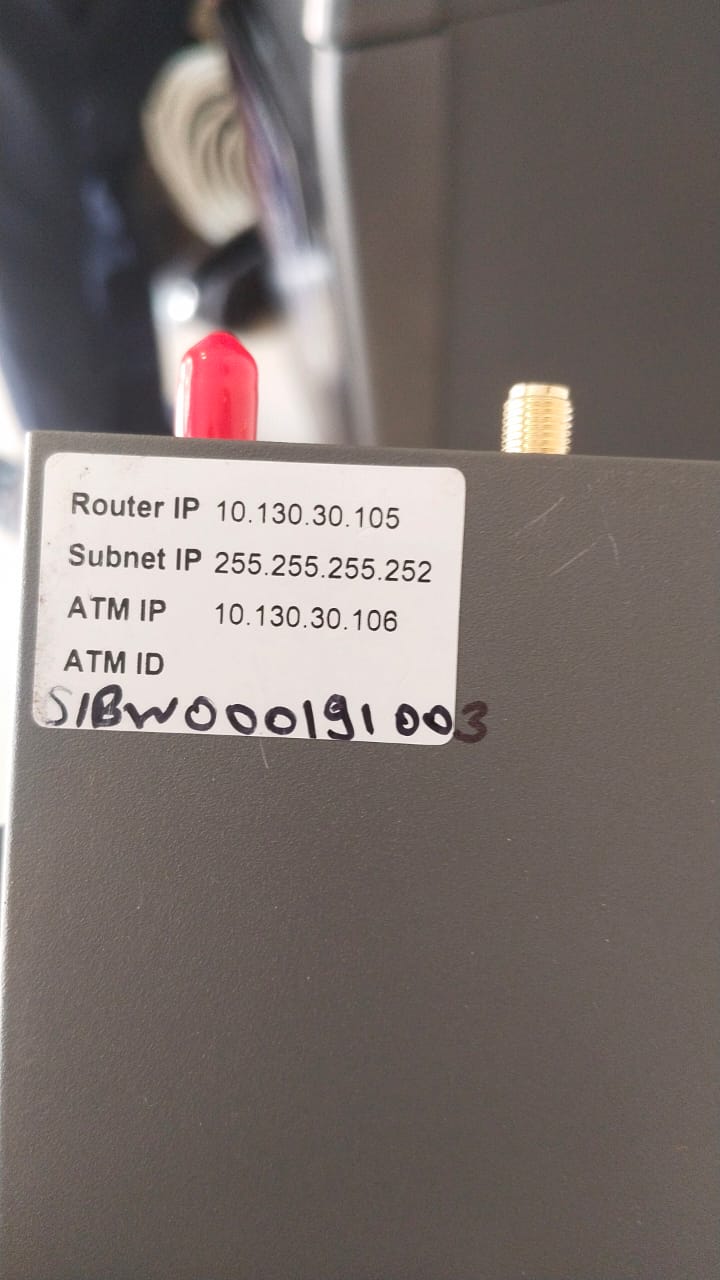 Router IP 10.130.30.105
Subnet IP 255.255.255.252
ATM IP 10.130.30.106
ATM ID
S1BW000191003